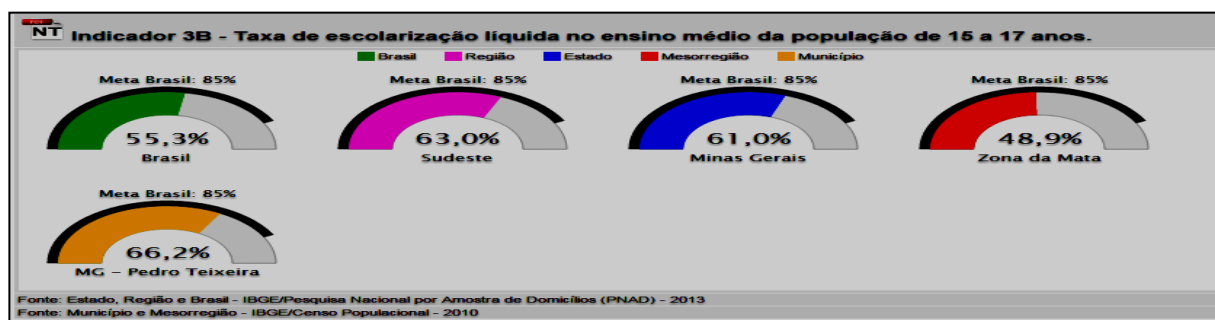 PDF
NT Indicador 3B - Taxa de escolarização líquida no ensino médio da população de 15 a 17 anos.
Brasil Região Estado Mesorregião Município
Meta Brasil: 85% Meta Brasil: 85% Meta Brasil: 85% Meta Brasil: 85%
55,3% 63,0% 61,0% 48,9%
Brasil Sudeste Minas Gerais Zona da Mata
Meta Brasil: 85%
66,2%
MG - Pedro Teixeira
Fonte: Estado, Região e Brasil - IBGE/Pesquisa Nacional por Amostra de Domicílios (PNAD) - 2013
Fonte: Município e Mesorregião - IBGE/Censo Populacional - 2010